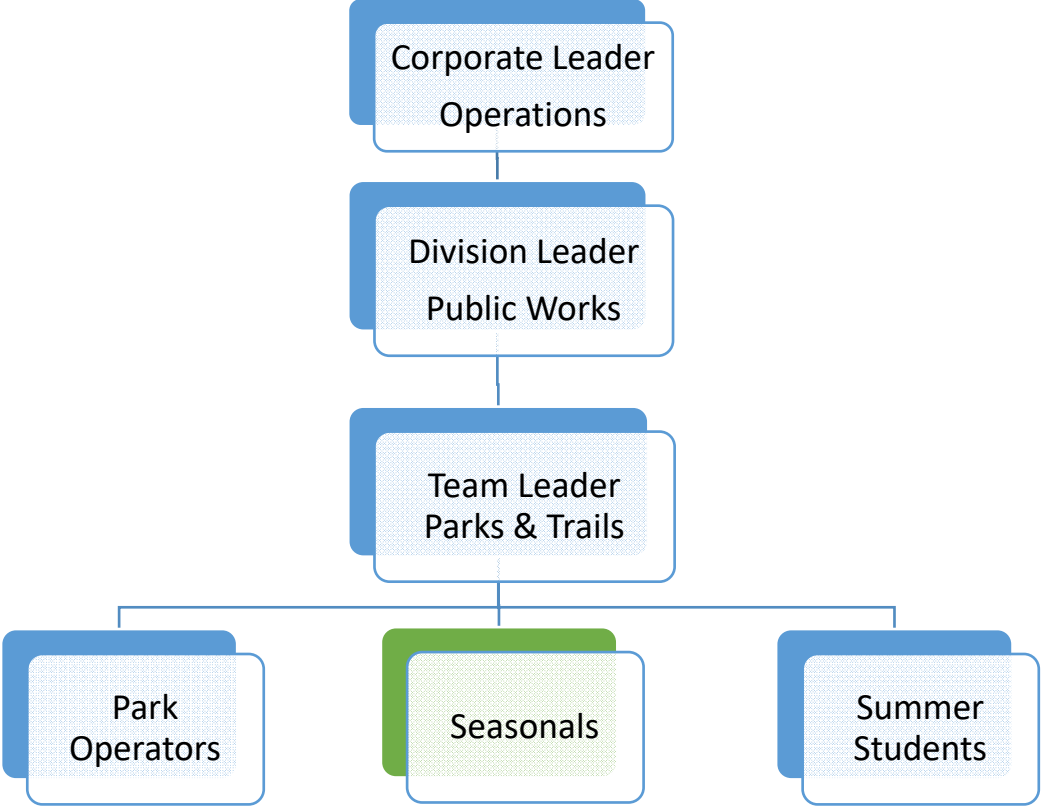 Corporate Leader
Operations
Division Leader
Public Works
Team Leader
Parks & Trails
Park
Operators
Seasonals
Summer
Students